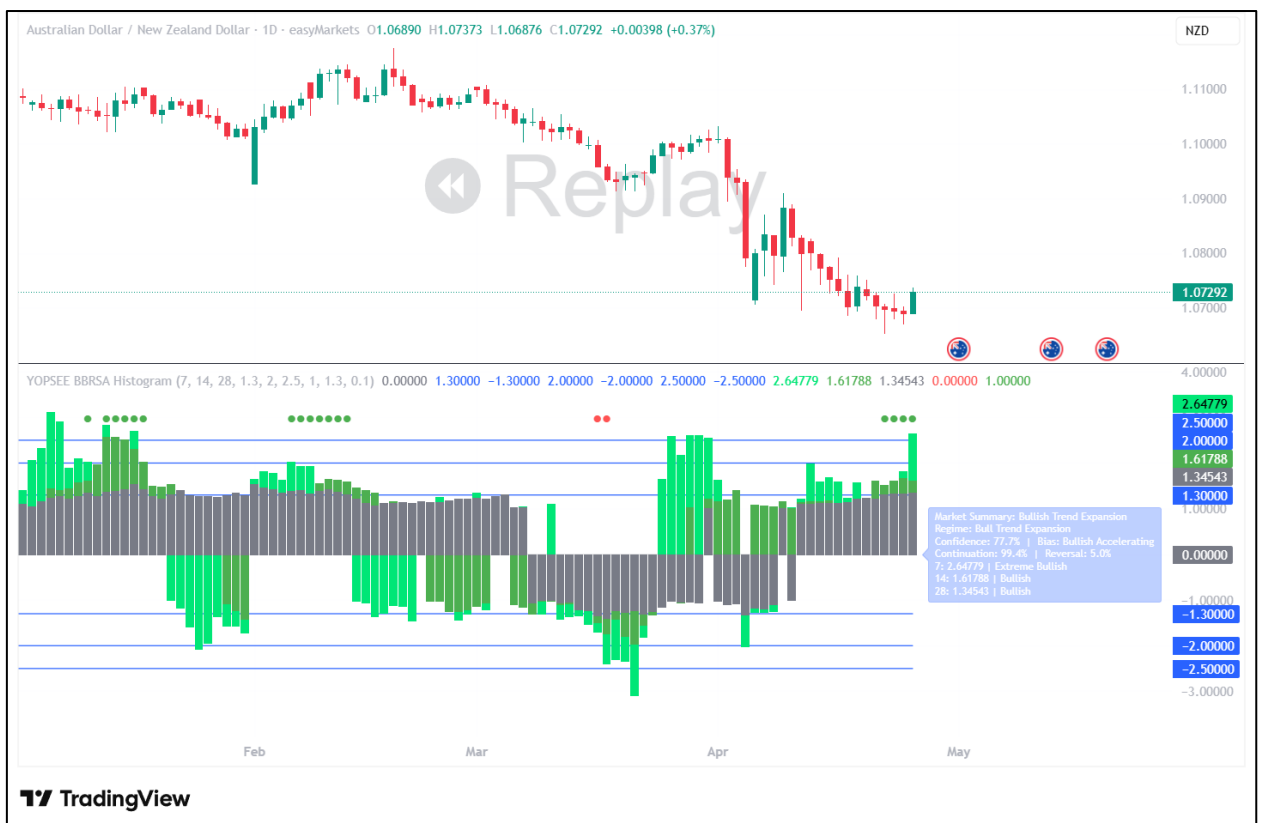 Australian Dollar / New Zealand Dollar · 1D · easyMarkets O1.06890 H1.07373 L1.06876 C1.07292 +0.00398 (+0.37%)
NZD
1.11000
1.10000
Replay
1.09000
1.08000
1.07292
1.07000
YOPSEE BBRSA Histogram (7, 14, 28, 1.3, 2, 2.5, 1, 1.3, 0.1) 0.00000 1.30000 −1.30000 2.00000 −2.00000 2.50000 −2.50000 2.64779 1.61788 1.34543 0.00000 1.00000
4.00000
2.64779
2.50000
2.00000
1.61788
1.34543
1.30000
1.00000
Market Summary: Bullish Trend Expansion
Regime: Bull Trend Expansion
Confidence: 77.7% | Bias: Bullish Accelerating
Continuation: 99.4% | Reversal: 5.0%
7: 2.64779 | Extreme Bullish
14: 1.61788 | Bullish
28: 1.34543 | Bullish
0.00000
−1.00000
−1.30000
−2.00000
−2.50000
−3.00000
Feb Mar Apr May
TradingView